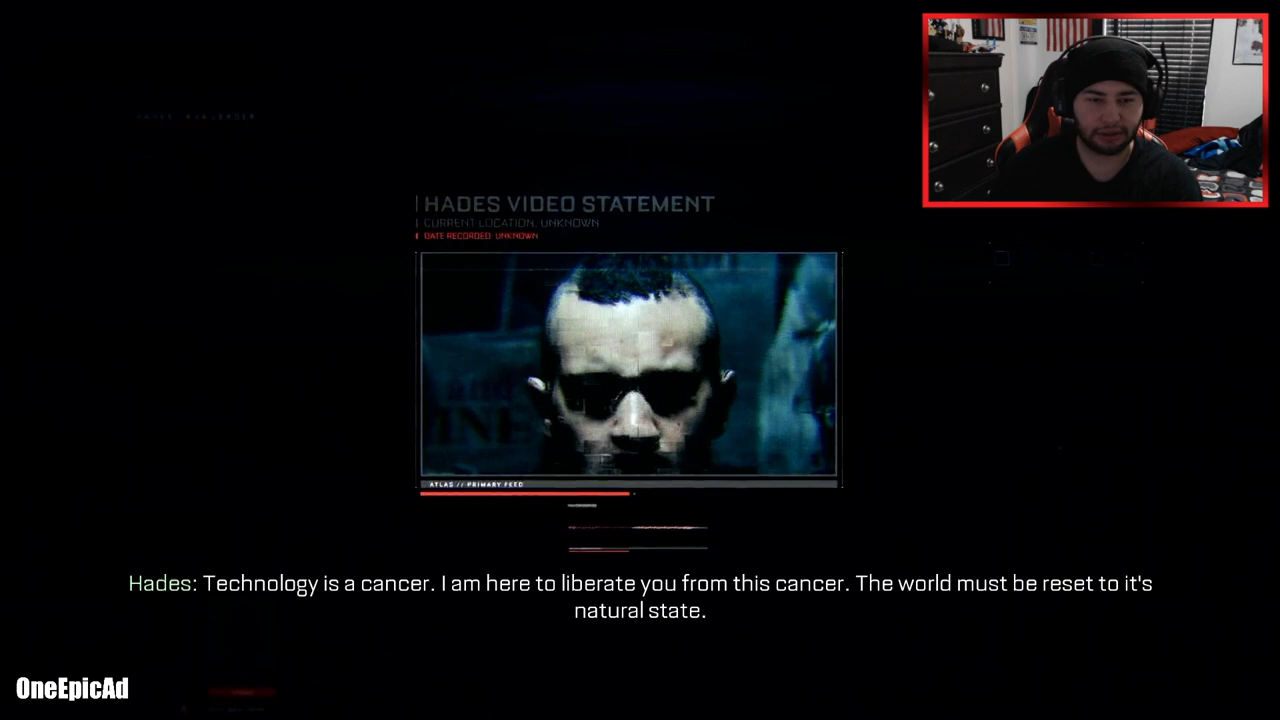 HADES VIDEO STATEMENT
CURRENT LOCATION: UNKNOWN
DATE RECORDED: UNKNOWN
ATLAS // PRIMARY FEED
Hades: Technology is a cancer. I am here to liberate you from this cancer. The world must be reset to it's
natural state.
OneEpicAd